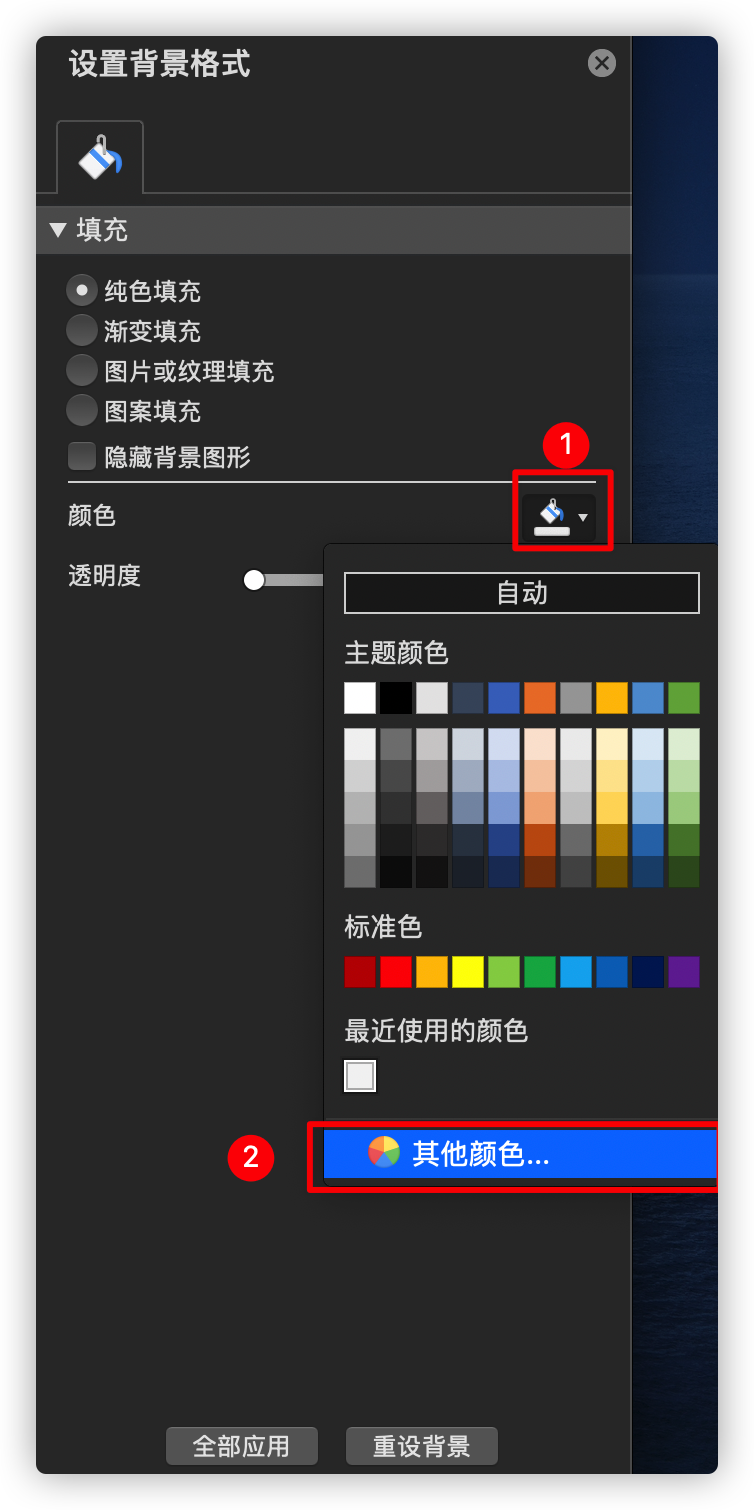 设置背景格式
填充
纯色填充
渐变填充
图片或纹理填充
图案填充
隐藏背景图形
1
颜色
透明度
自动
主题颜色
标准色
最近使用的颜色
2
其他颜色...
全部应用
重设背景